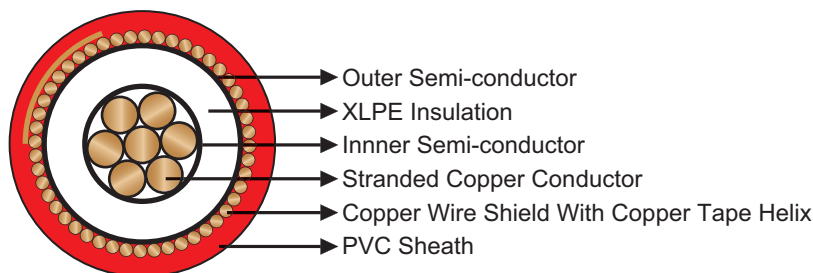 Outer Semi-conductor
XLPE Insulation
Innner Semi-conductor
Stranded Copper Conductor
Copper Wire Shield With Copper Tape Helix
PVC Sheath